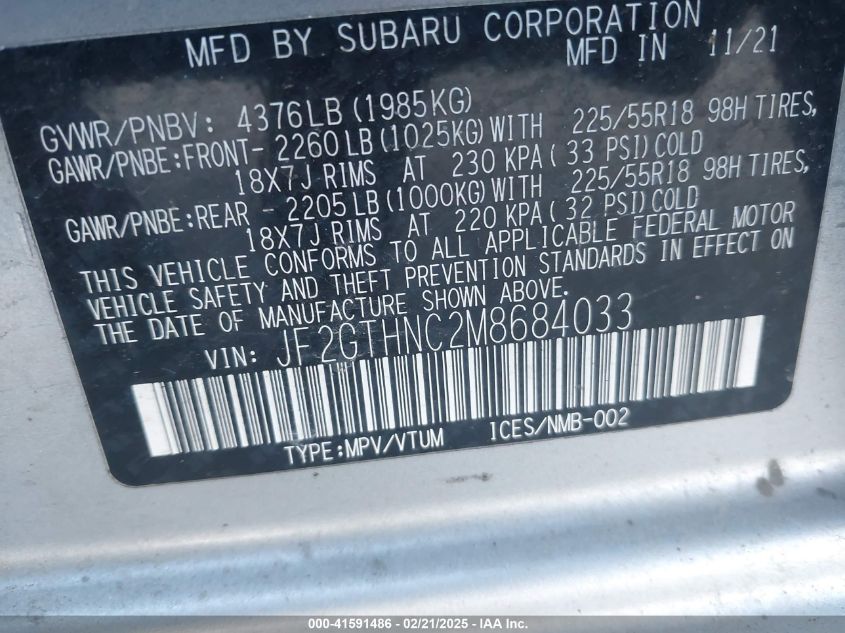 MFD BY SUBARU CORPORATION
MFD IN 11/21
GVWR/PNBV: 4376LB (1985KG)
GAWR/PNBE:FRONT- 2260LB (1025KG) WITH 225/55R18 98H TIRES,
18X7J RIMS AT 230 KPA ( 33 PSI) COLD
GAWR/PNBE:REAR - 2205LB (1000KG) WITH 225/55R18 98H TIRES,
18X7J RIMS AT 220 KPA ( 32 PSI) COLD
THIS VEHICLE CONFORMS TO ALL APPLICABLE FEDERAL MOTOR
VEHICLE SAFETY AND THEFT PREVENTION STANDARDS IN EFFECT ON
THE DATE OF MANUFACTURE SHOWN ABOVE.
VIN: JF2GTHNC2M8684033
TYPE:MPV/VTUM ICES/NMB-002
000-41591486 - 02/21/2025 - IAA Inc.